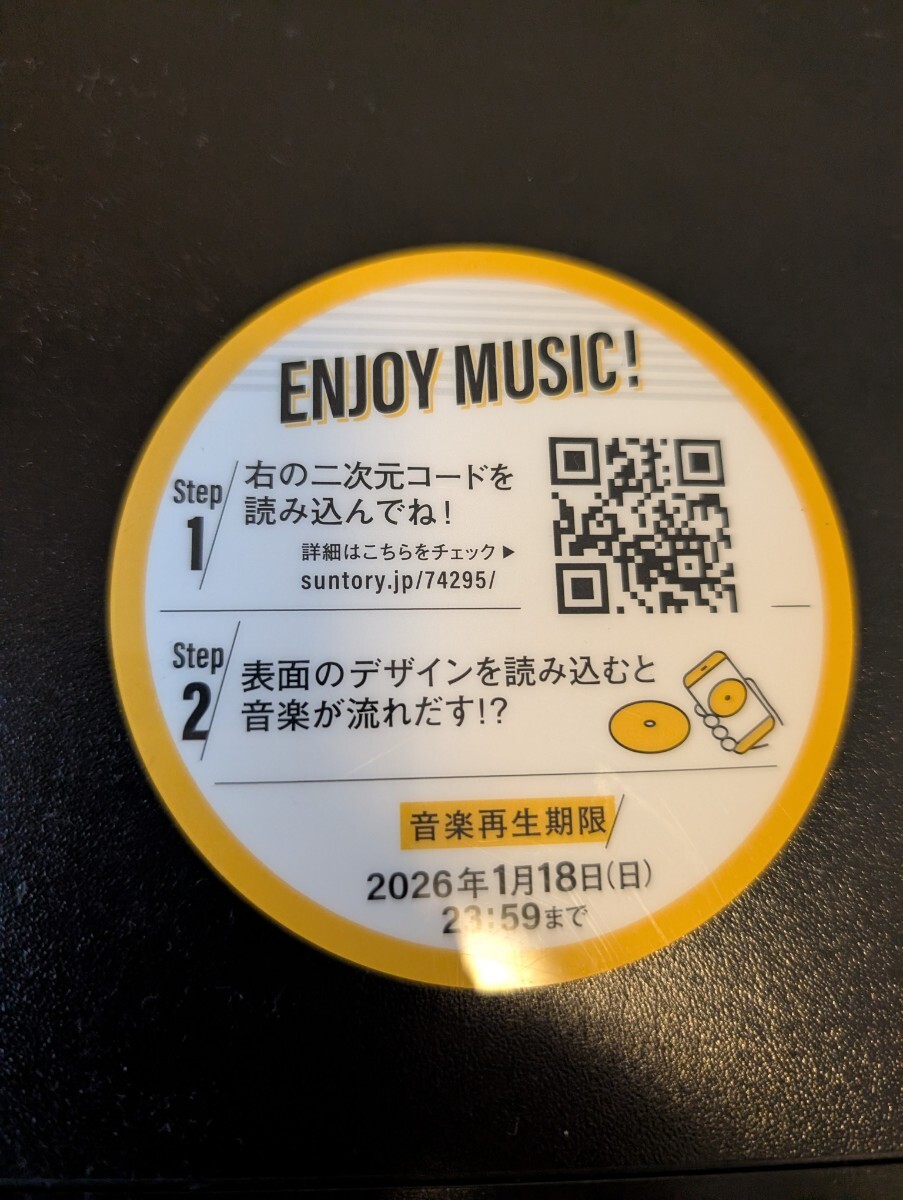 ENJOY MUSIC!
Step 1
右の二次元コードを
読み込んでね!
詳細はこちらをチェック▶
suntory.jp/74295/
Step 2
表面のデザインを読み込むと
音楽が流れだす!?
音楽再生期限
2026年1月18日(日)
23:59まで